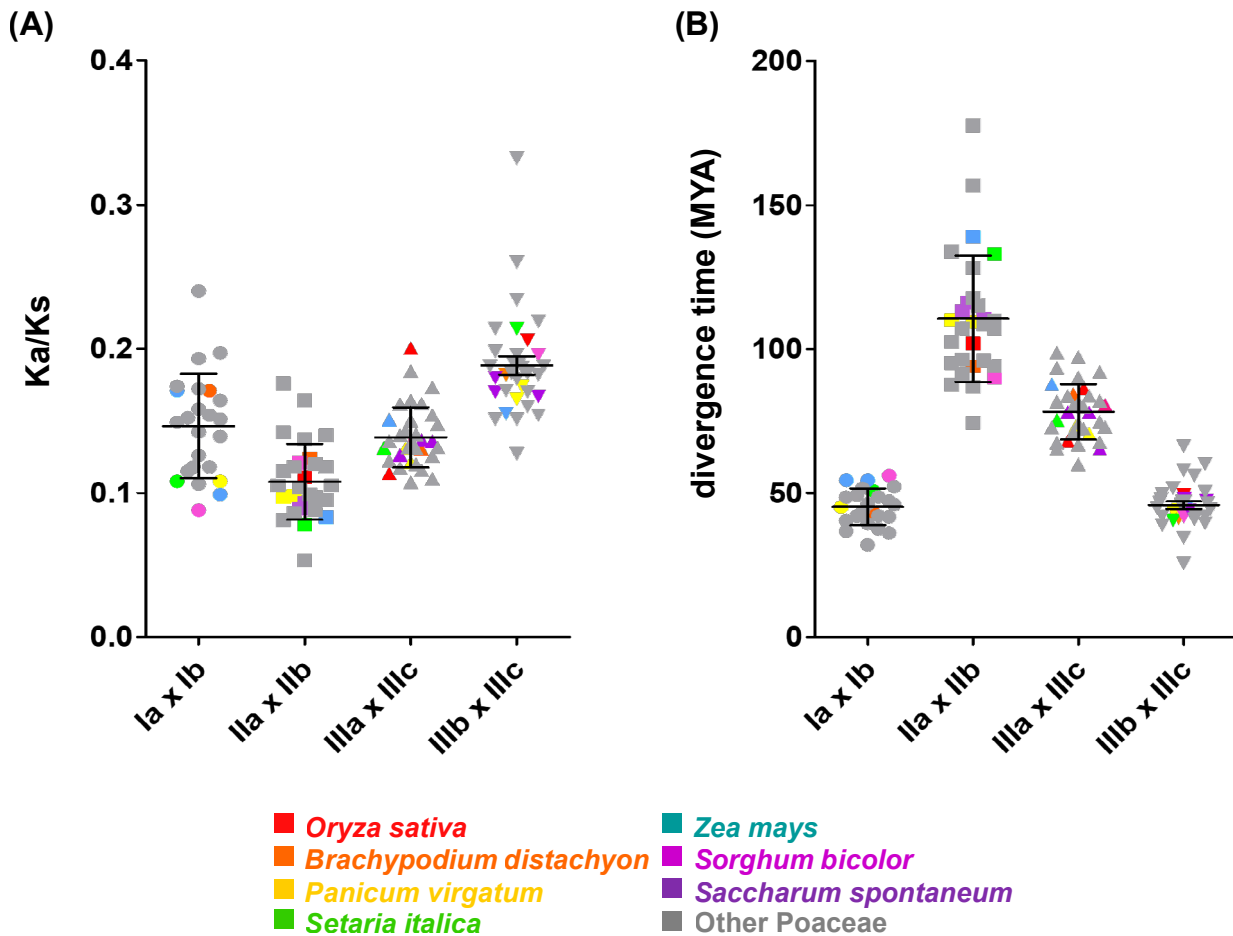 (A)
Ka/Ks
0.4
0.3
0.2
0.1
0.0
Ia x Ib
IIa x IIb
IIIa x IIIc
IIIb x IIIc
(B)
divergence time (MYA)
200
150
100
50
0
Ia x Ib
IIa x IIb
IIIa x IIIc
IIIb x IIIc
Oryza sativa
Brachypodium distachyon
Panicum virgatum
Setaria italica
Zea mays
Sorghum bicolor
Saccharum spontaneum
Other Poaceae